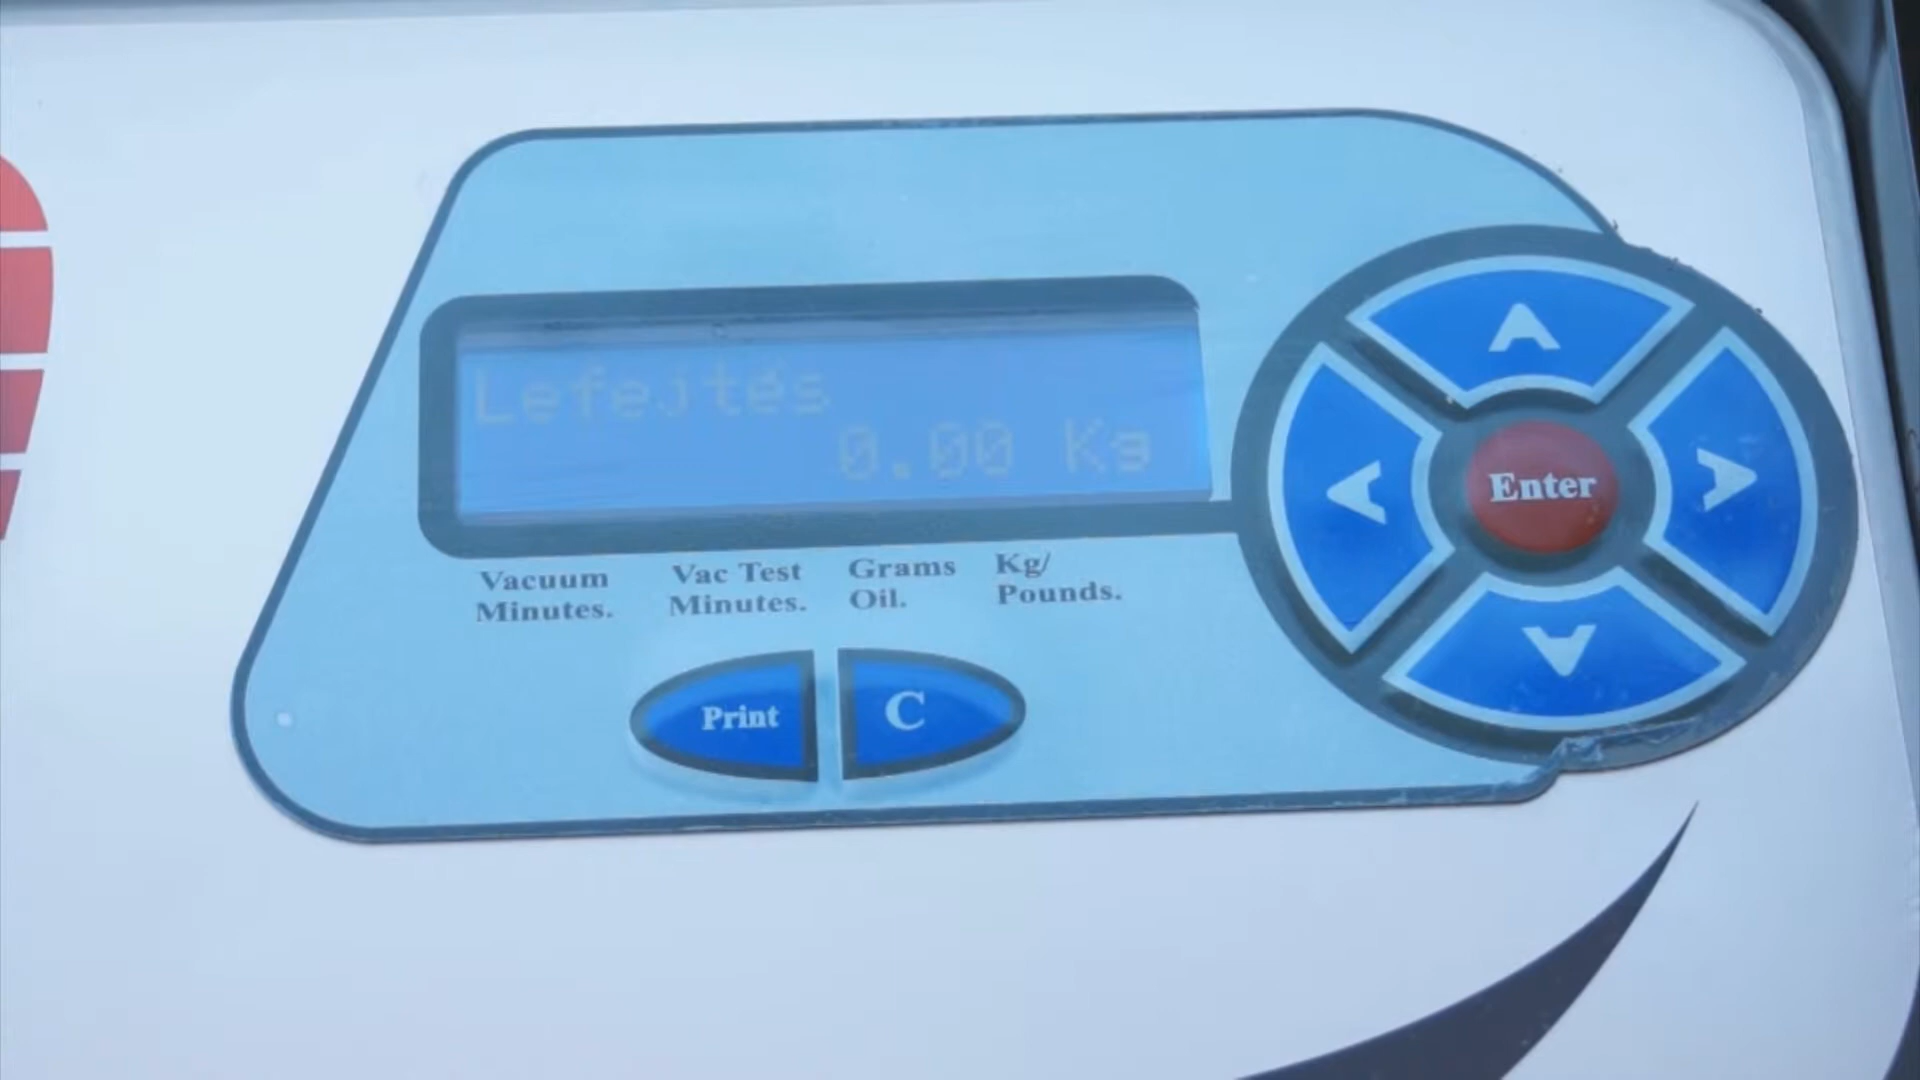 Lefejtés
0.00 Kg
Vacuum Minutes.
Vac Test Minutes.
Grams Oil.
Kg/ Pounds.
Print
C
Enter